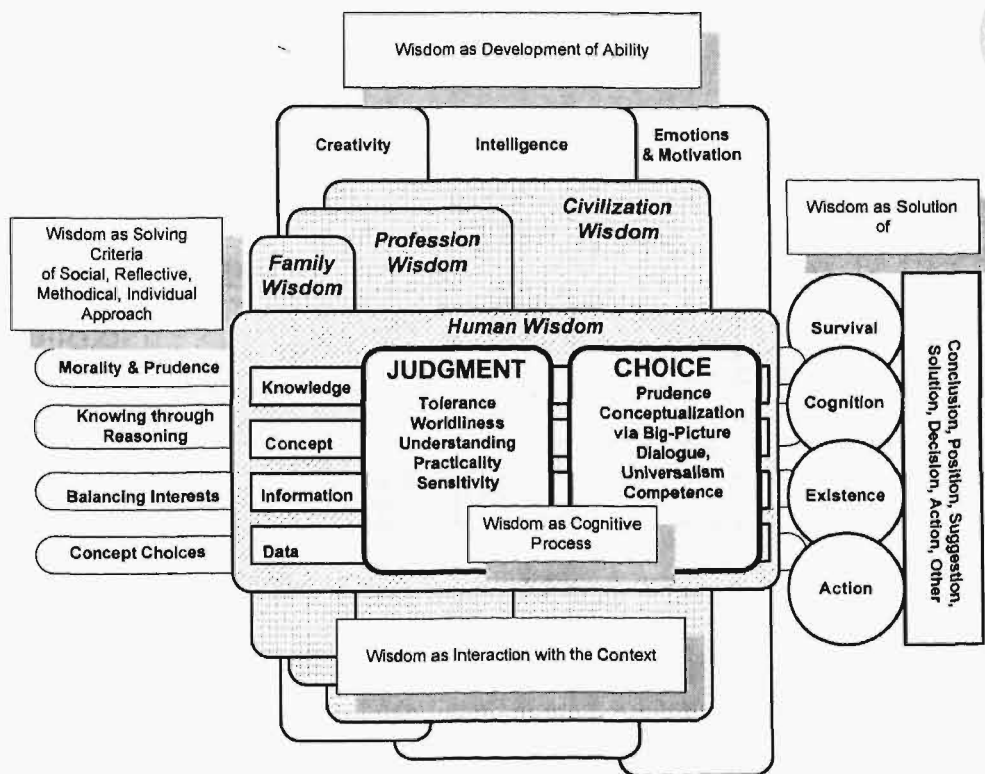 Wisdom as Development of Ability
Creativity
Intelligence
Emotions
& Motivation
Civilization
Wisdom
Profession
Wisdom
Family
Wisdom
Wisdom as Solving
Criteria
of Social, Reflective,
Methodical, Individual
Approach
Wisdom as Solution
of
Human Wisdom
Morality & Prudence
Knowing through
Reasoning
Balancing Interests
Concept Choices
Knowledge
Concept
Information
Data
JUDGMENT
Tolerance
Worldliness
Understanding
Practicality
Sensitivity
CHOICE
Prudence
Conceptualization
via Big-Picture
Dialogue,
Universalism
Competence
Wisdom as Cognitive
Process
Survival
Cognition
Existence
Action
Conclusion, Position, Suggestion,
Solution, Decision, Action, Other
Wisdom as Interaction with the Context